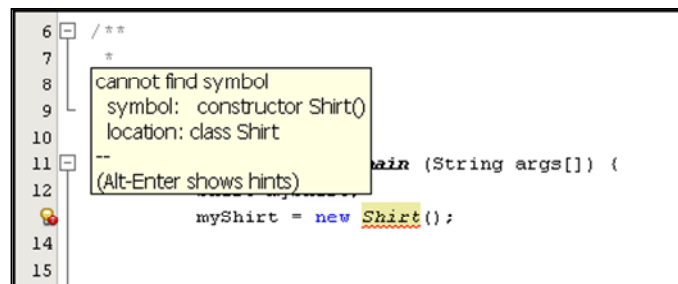 6 /**
7 *
8 cannot find symbol
9 symbol: constructor Shirt()
10 location: class Shirt
11 -- main (String args[]) {
12 (Alt-Enter shows hints)
myShirt = new Shirt();
14
15